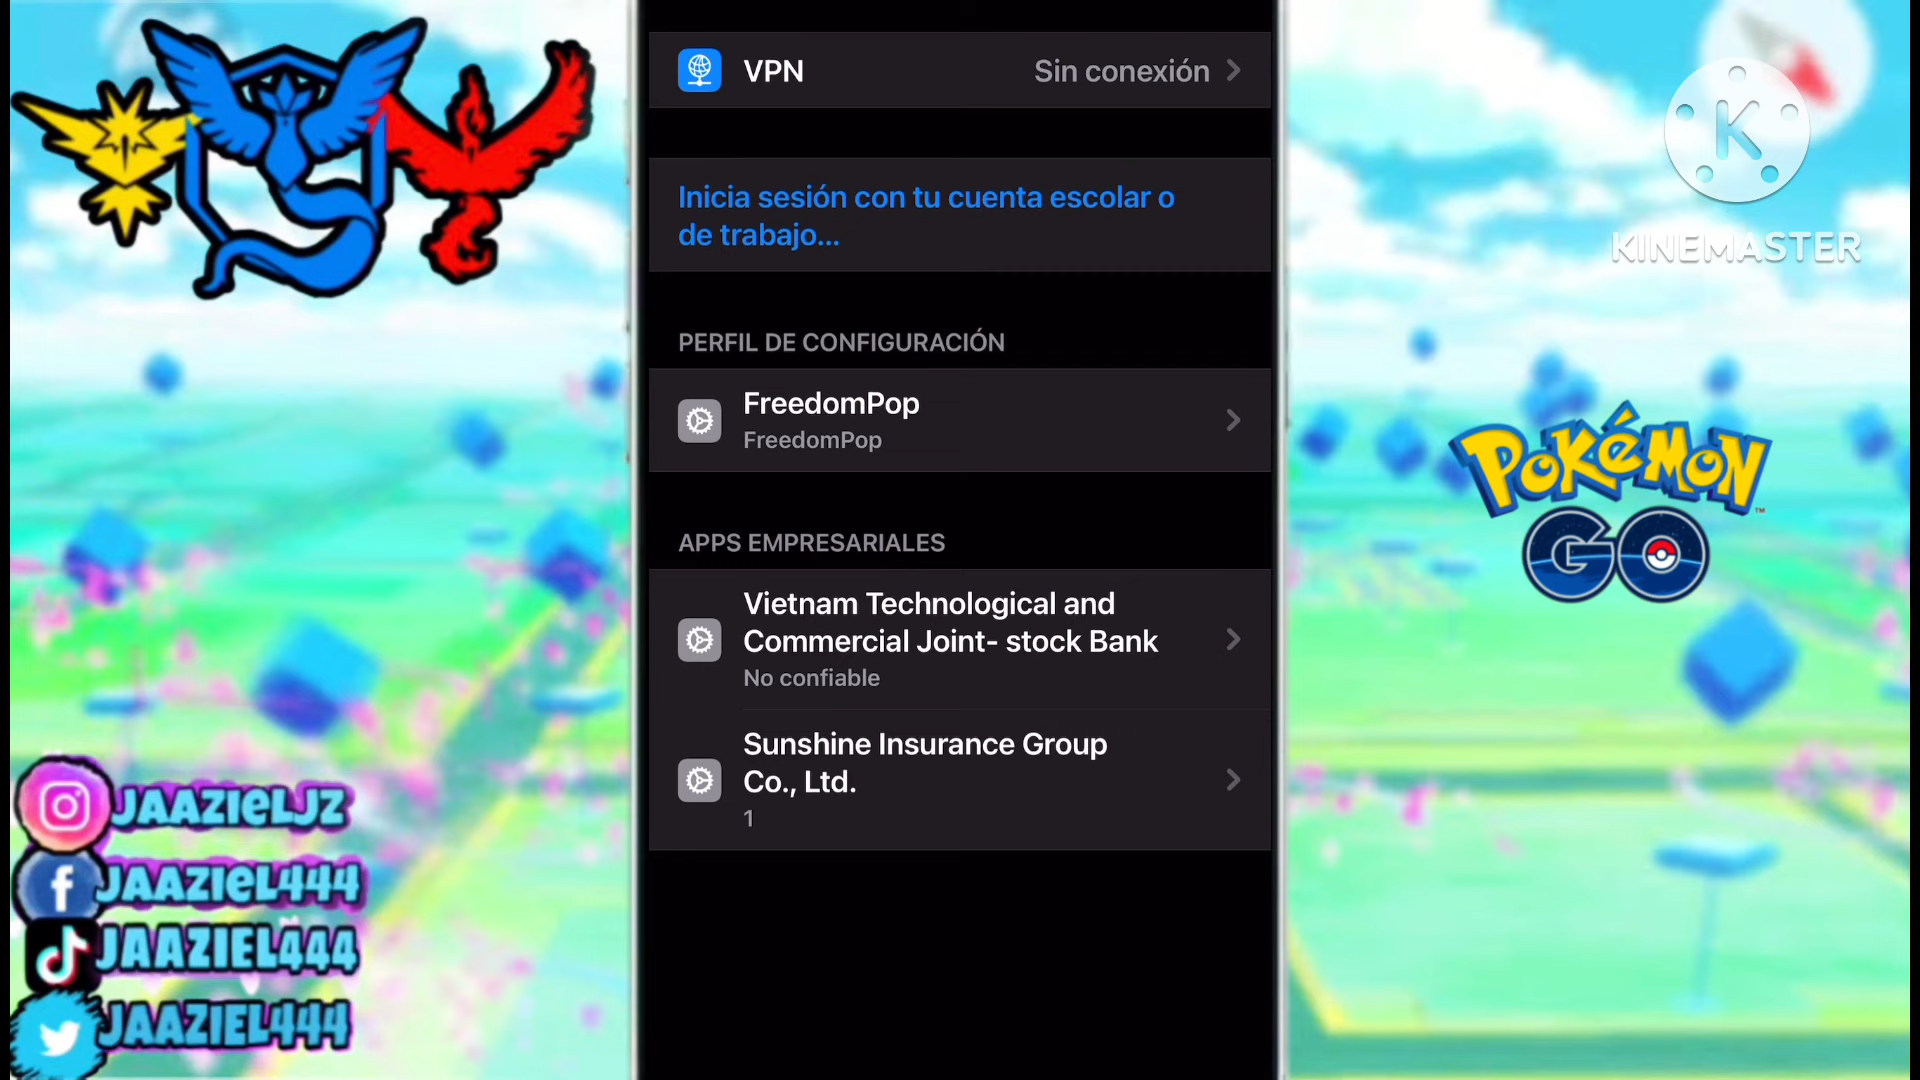 VPN
Sin conexión
Inicia sesión con tu cuenta escolar o
de trabajo...
PERFIL DE CONFIGURACIÓN
FreedomPop
FreedomPop
APPS EMPRESARIALES
Vietnam Technological and
Commercial Joint- stock Bank
No confiable
Sunshine Insurance Group
Co., Ltd.
1
K
KINEMASTER
POKÉMON
TM
GO
JAAZIELJZ
f JAAZIEL444
JAAZIEL444
JAAZIEL444